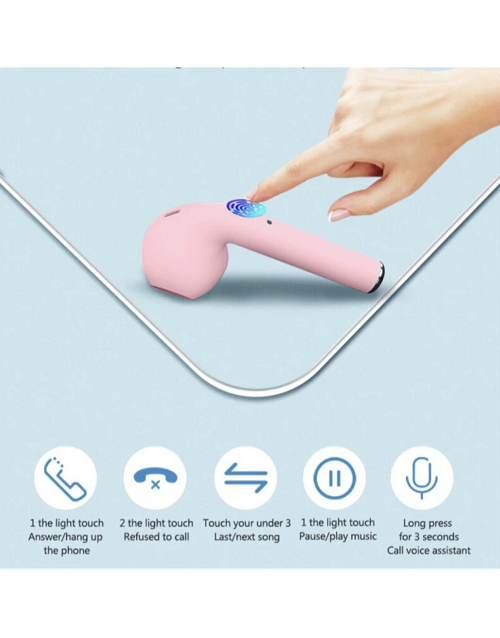 1 the light touch
Answer/hang up
the phone
2 the light touch
Refused to call
Touch your under 3
Last/next song
1 the light touch
Pause/play music
Long press
for 3 seconds
Call voice assistant